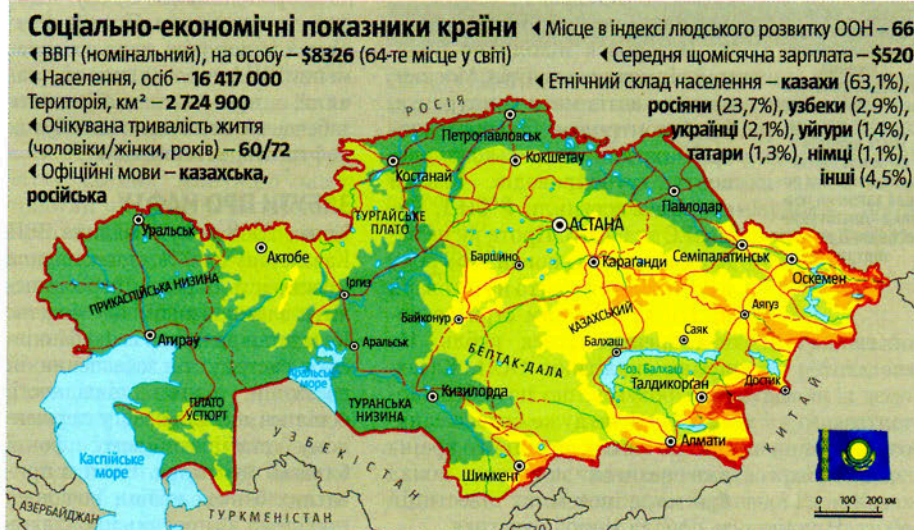 Соціально-економічні показники країни
◀ ВВП (номінальний), на особу – $8326 (64-те місце у світі)
◀ Населення, осіб – 16 417 000
Територія, км² – 2 724 900
◀ Очікувана тривалість життя
(чоловіки/жінки, років) – 60/72
◀ Офіційні мови – казахська,
російська
◀ Місце в індексі людського розвитку ООН – 66
◀ Середня щомісячна зарплата – $520
◀ Етнічний склад населення – казахи (63,1%),
росіяни (23,7%), узбеки (2,9%),
українці (2,1%), уйгури (1,4%),
татари (1,3%), німці (1,1%),
інші (4,5%)
РОСІЯ
Петропавловськ
Кокшетау
Костанай
Павлодар
ТУРГАЙСЬКЕ
ПЛАТО
АСТАНА
Уральськ
Актобе
Баршино
Караганди
Семіпалатинськ
Оскемен
ПРИКАСПІЙСЬКА НИЗИНА
Іргиз
Байконур
КАЗАХСЬКИЙ
Аягуз
Атирау
Аральськ
БЕТПАК-ДАЛА
Балхаш
Саяк
оз. Балхаш
Аральське
море
Талдикорган
Достик
ПЛАТО
УСТЮРТ
ТУРАНСЬКА
НИЗИНА
Кизилорда
КИТАЙ
Каспійське
море
УЗБЕКІСТАН
Шимкент
Алмати
АЗЕРБАЙДЖАН
ТУРКМЕНІСТАН
0 100 200 км